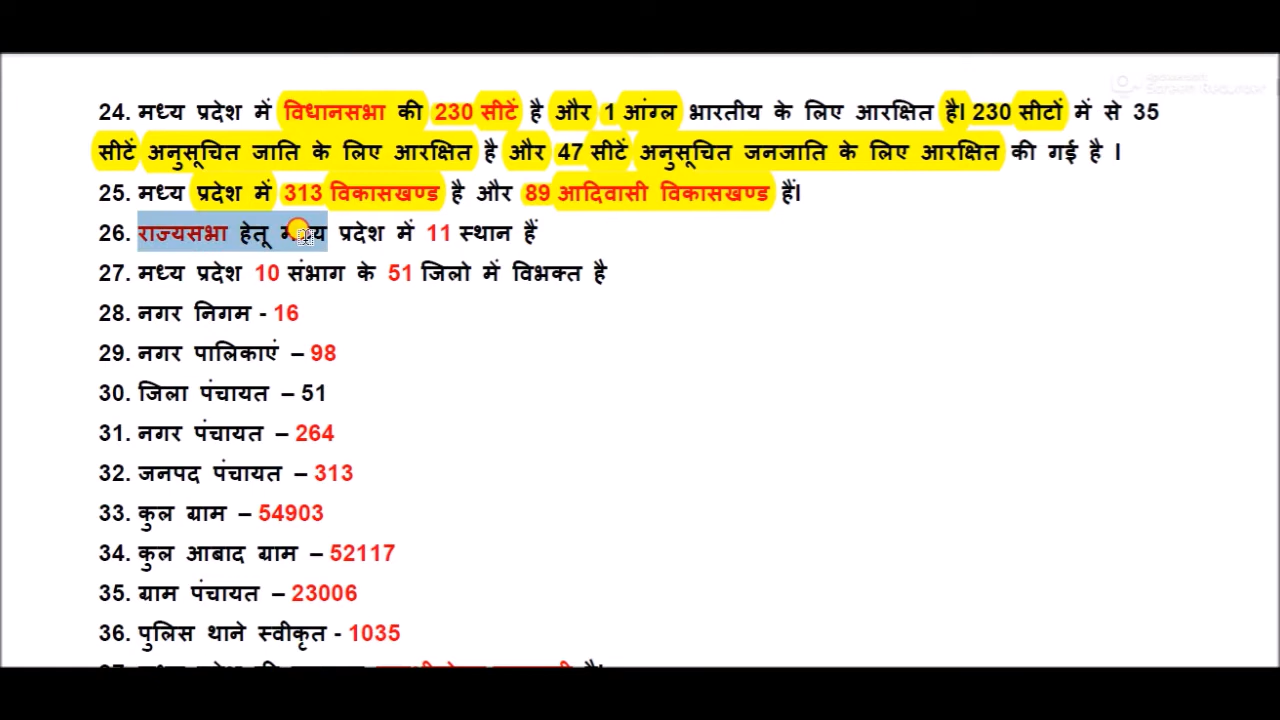 24. मध्य प्रदेश में विधानसभा की 230 सीटें है और 1 आंग्ल भारतीय के लिए आरक्षित है। 230 सीटों में से 35
सीटें अनुसूचित जाति के लिए आरक्षित है और 47 सीटें अनुसूचित जनजाति के लिए आरक्षित की गई है ।
25. मध्य प्रदेश में 313 विकासखण्ड है और 89 आदिवासी विकासखण्ड हैं।
26. राज्यसभा हेतू मध्य प्रदेश में 11 स्थान हैं
27. मध्य प्रदेश 10 संभाग के 51 जिलो में विभक्त है
28. नगर निगम - 16
29. नगर पालिकाएं – 98
30. जिला पंचायत – 51
31. नगर पंचायत – 264
32. जनपद पंचायत – 313
33. कुल ग्राम – 54903
34. कुल आबाद ग्राम – 52117
35. ग्राम पंचायत – 23006
36. पुलिस थाने स्वीकृत - 1035